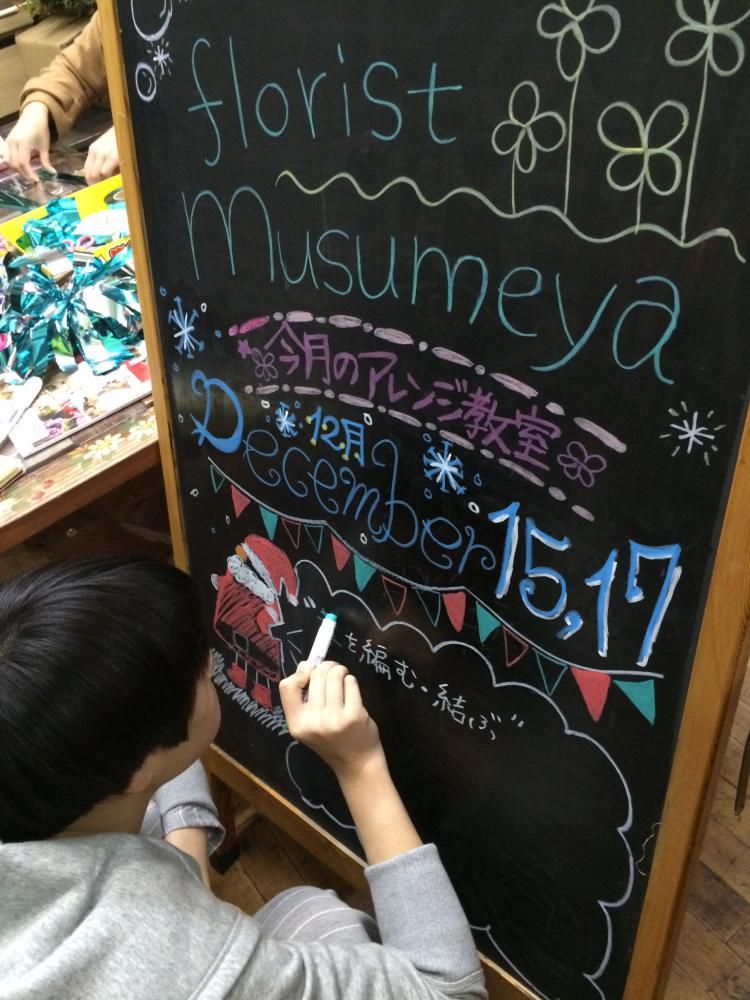 florist
Musumeya
今月のアレンジ教室
12月
December 15,17
を編む・結ぶ"